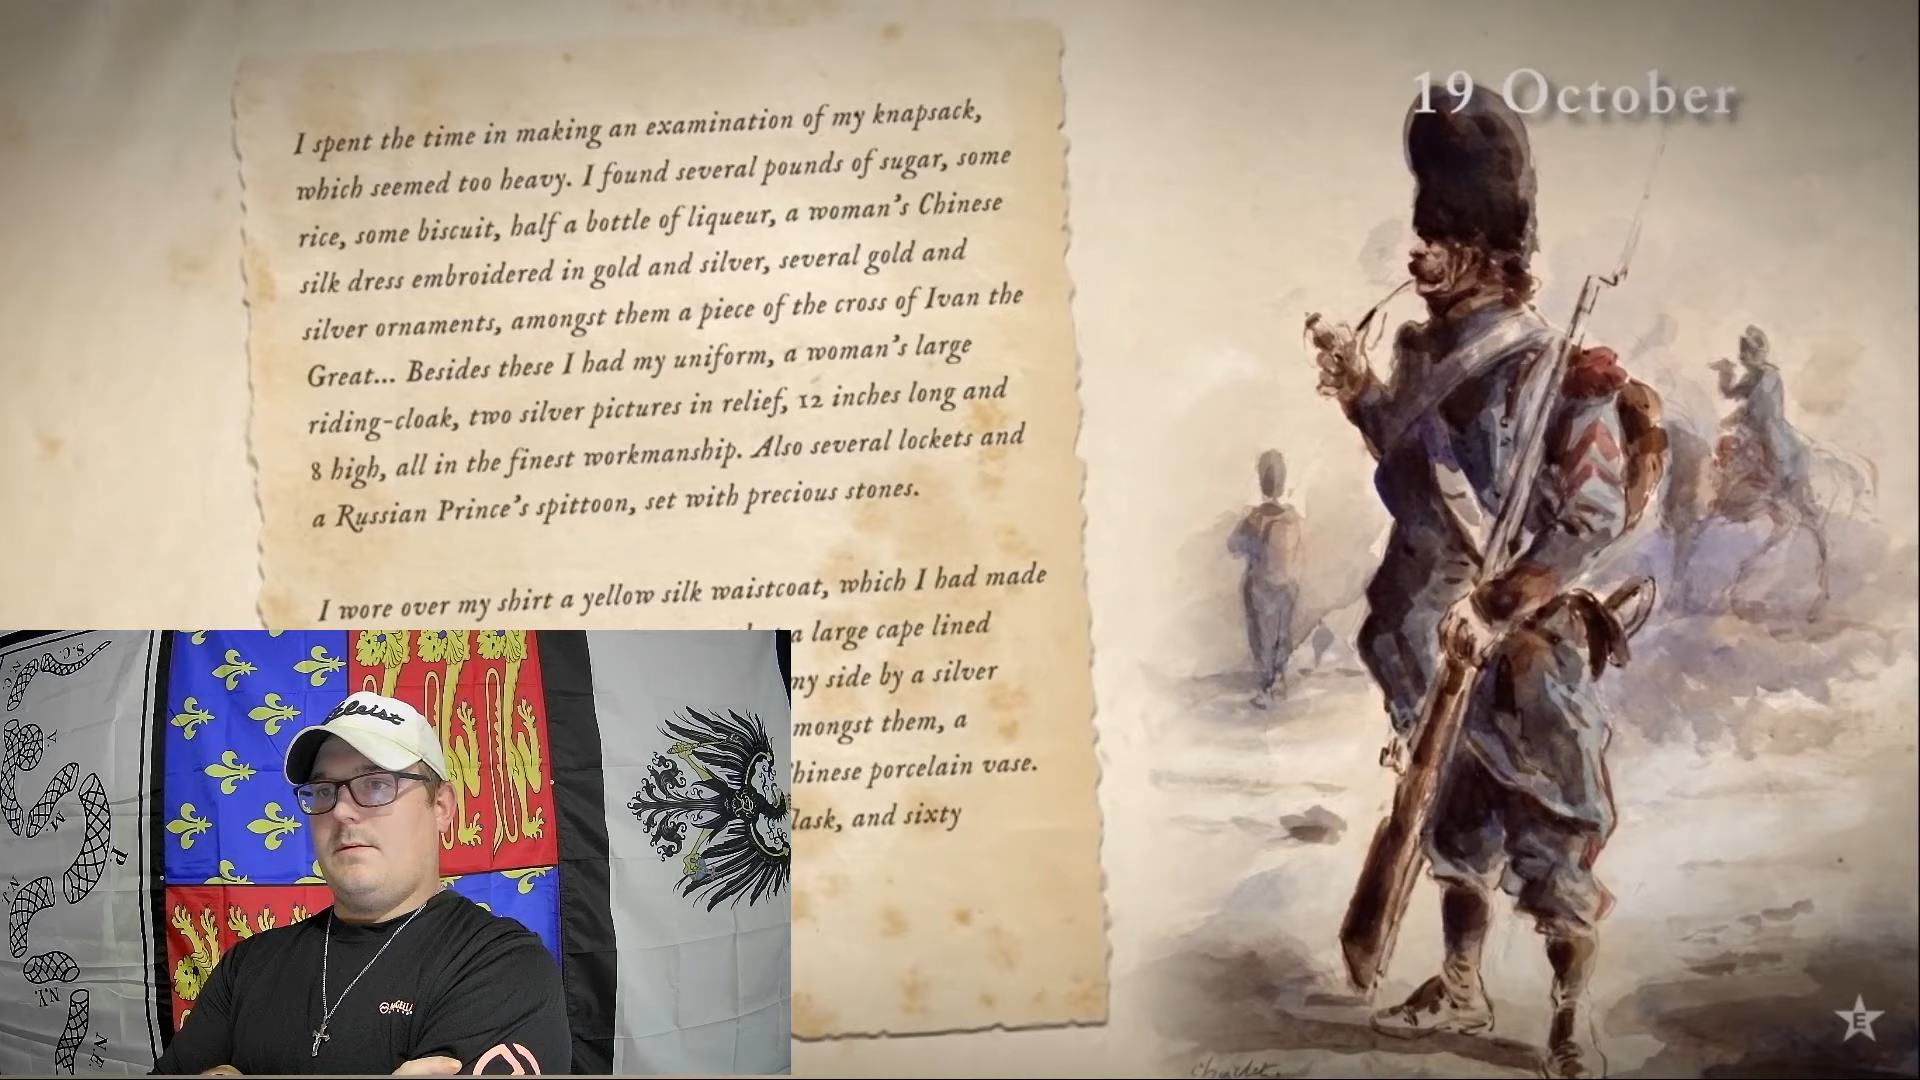 19 October
I spent the time in making an examination of my knapsack,
which seemed too heavy. I found several pounds of sugar, some
rice, some biscuit, half a bottle of liqueur, a woman's Chinese
silk dress embroidered in gold and silver, several gold and
silver ornaments, amongst them a piece of the cross of Ivan the
Great... Besides these I had my uniform, a woman's large
riding-cloak, two silver pictures in relief, 12 inches long and
8 high, all in the finest workmanship. Also several lockets and
a Russian Prince's spittoon, set with precious stones.
I wore over my shirt a yellow silk waistcoat, which I had made
a large cape lined
my side by a silver
mongst them, a
hinese porcelain vase.
lask, and sixty
S.C.
N.C.
V.
M.
P.
N.J.
N.Y.
N.E.
Titleist
Charlet.
E